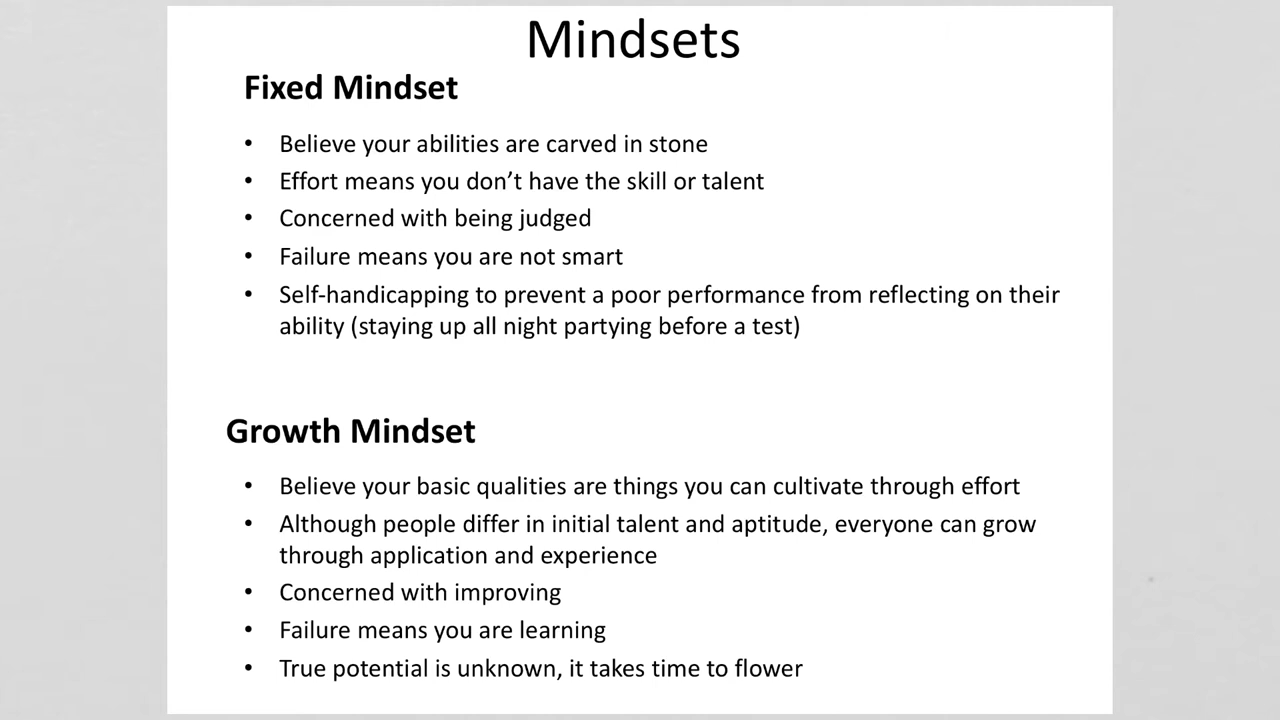 Mindsets
Fixed Mindset
• Believe your abilities are carved in stone
• Effort means you don’t have the skill or talent
• Concerned with being judged
• Failure means you are not smart
• Self-handicapping to prevent a poor performance from reflecting on their
ability (staying up all night partying before a test)
Growth Mindset
• Believe your basic qualities are things you can cultivate through effort
• Although people differ in initial talent and aptitude, everyone can grow
through application and experience
• Concerned with improving
• Failure means you are learning
• True potential is unknown, it takes time to flower